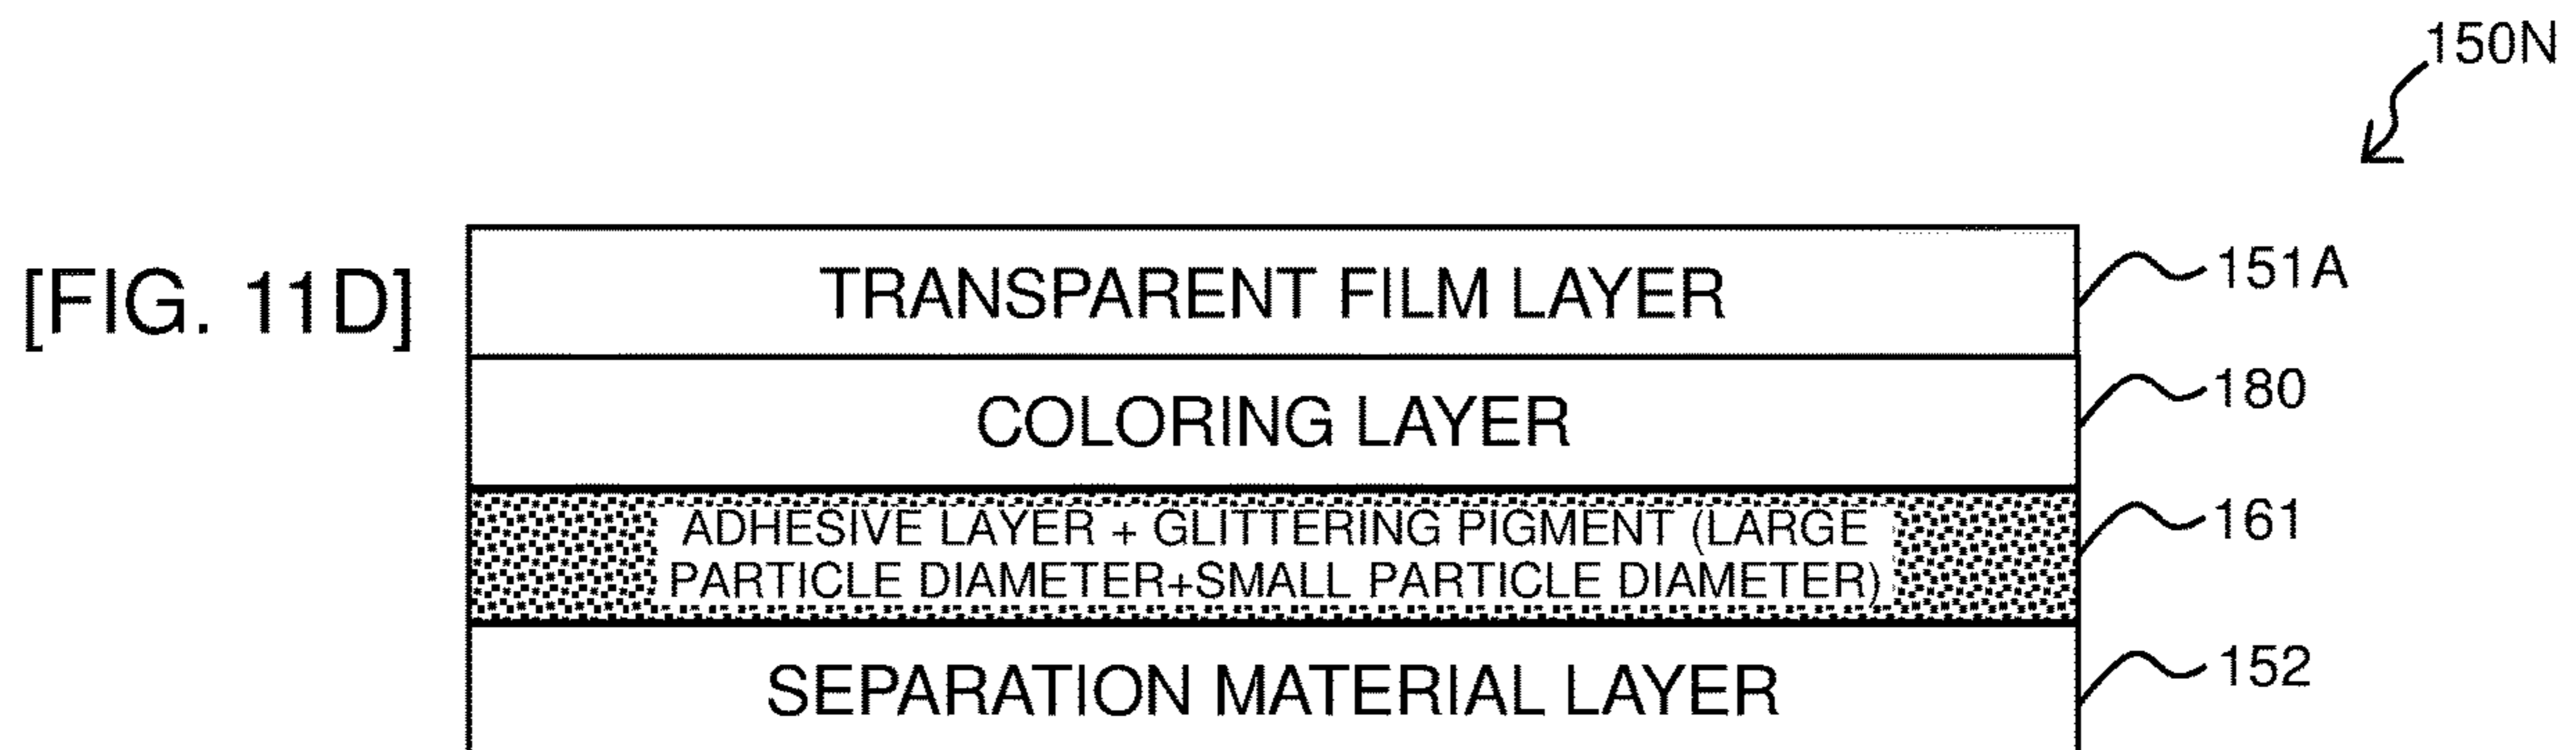 150N
[FIG. 11D]
TRANSPARENT FILM LAYER
151A
COLORING LAYER
180
ADHESIVE LAYER + GLITTERING PIGMENT (LARGE
PARTICLE DIAMETER+SMALL PARTICLE DIAMETER)
161
SEPARATION MATERIAL LAYER
152